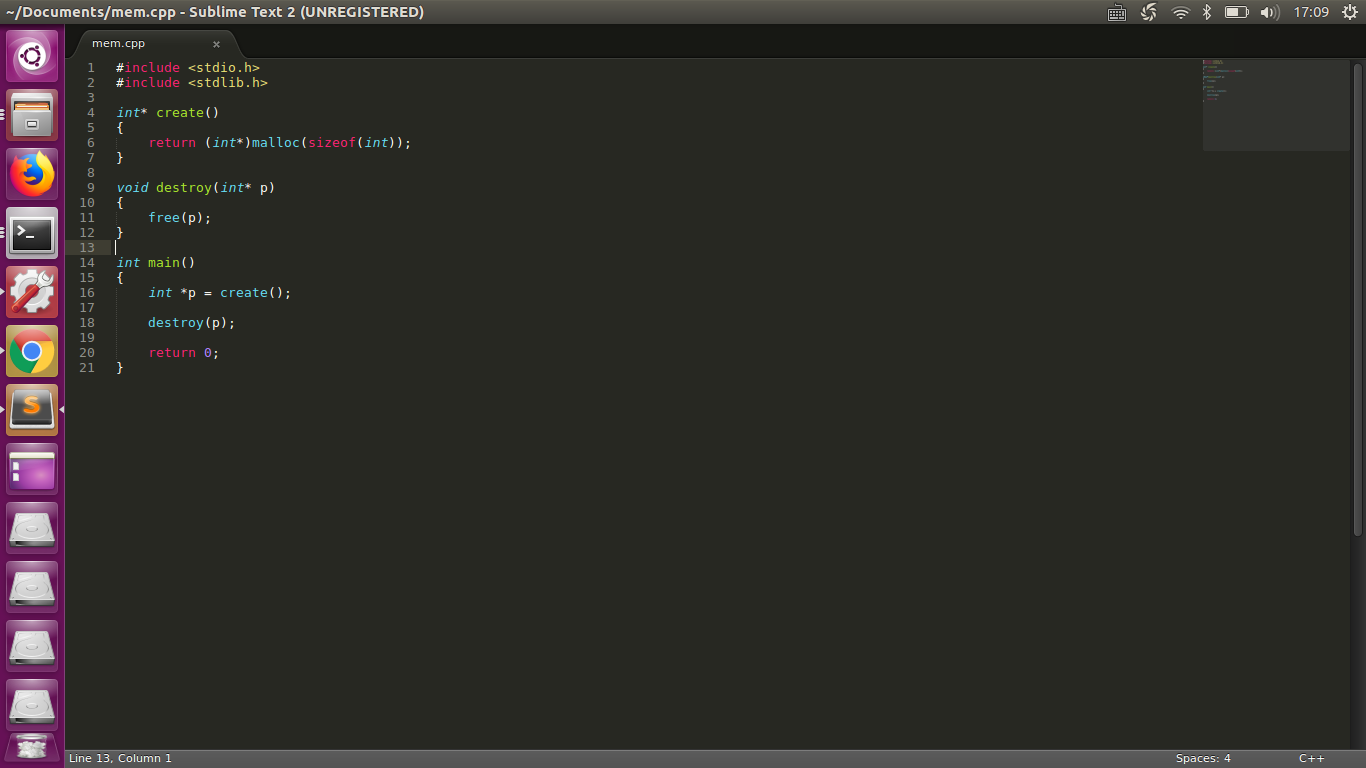 ~/Documents/mem.cpp - Sublime Text 2 (UNREGISTERED)
17:09
mem.cpp ×
1 #include <stdio.h>
2 #include <stdlib.h>
3
4 int* create()
5 {
6     return (int*)malloc(sizeof(int));
7 }
8
9 void destroy(int* p)
10 {
11     free(p);
12 }
13
14 int main()
15 {
16     int *p = create();
17
18     destroy(p);
19
20     return 0;
21 }
Line 13, Column 1
Spaces: 4
C++